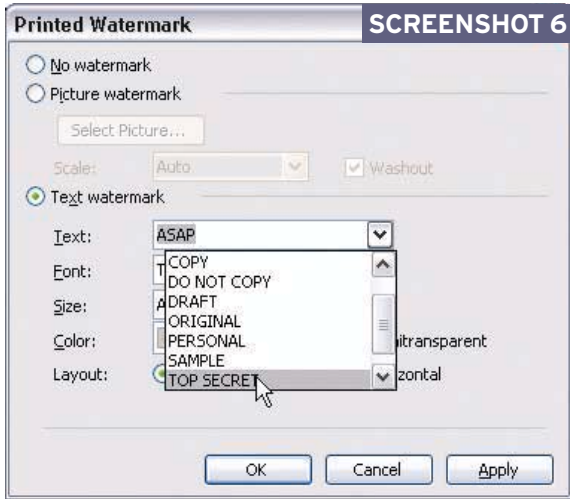 Printed Watermark
SCREENSHOT 6
No watermark
Picture watermark
Select Picture...
Scale: Auto Washout
Text watermark
Text: ASAP
Font: T
COPY
DO NOT COPY
Size: A
DRAFT
ORIGINAL
Color: itransparent
PERSONAL
SAMPLE
Layout: zontal
TOP SECRET
OK Cancel Apply